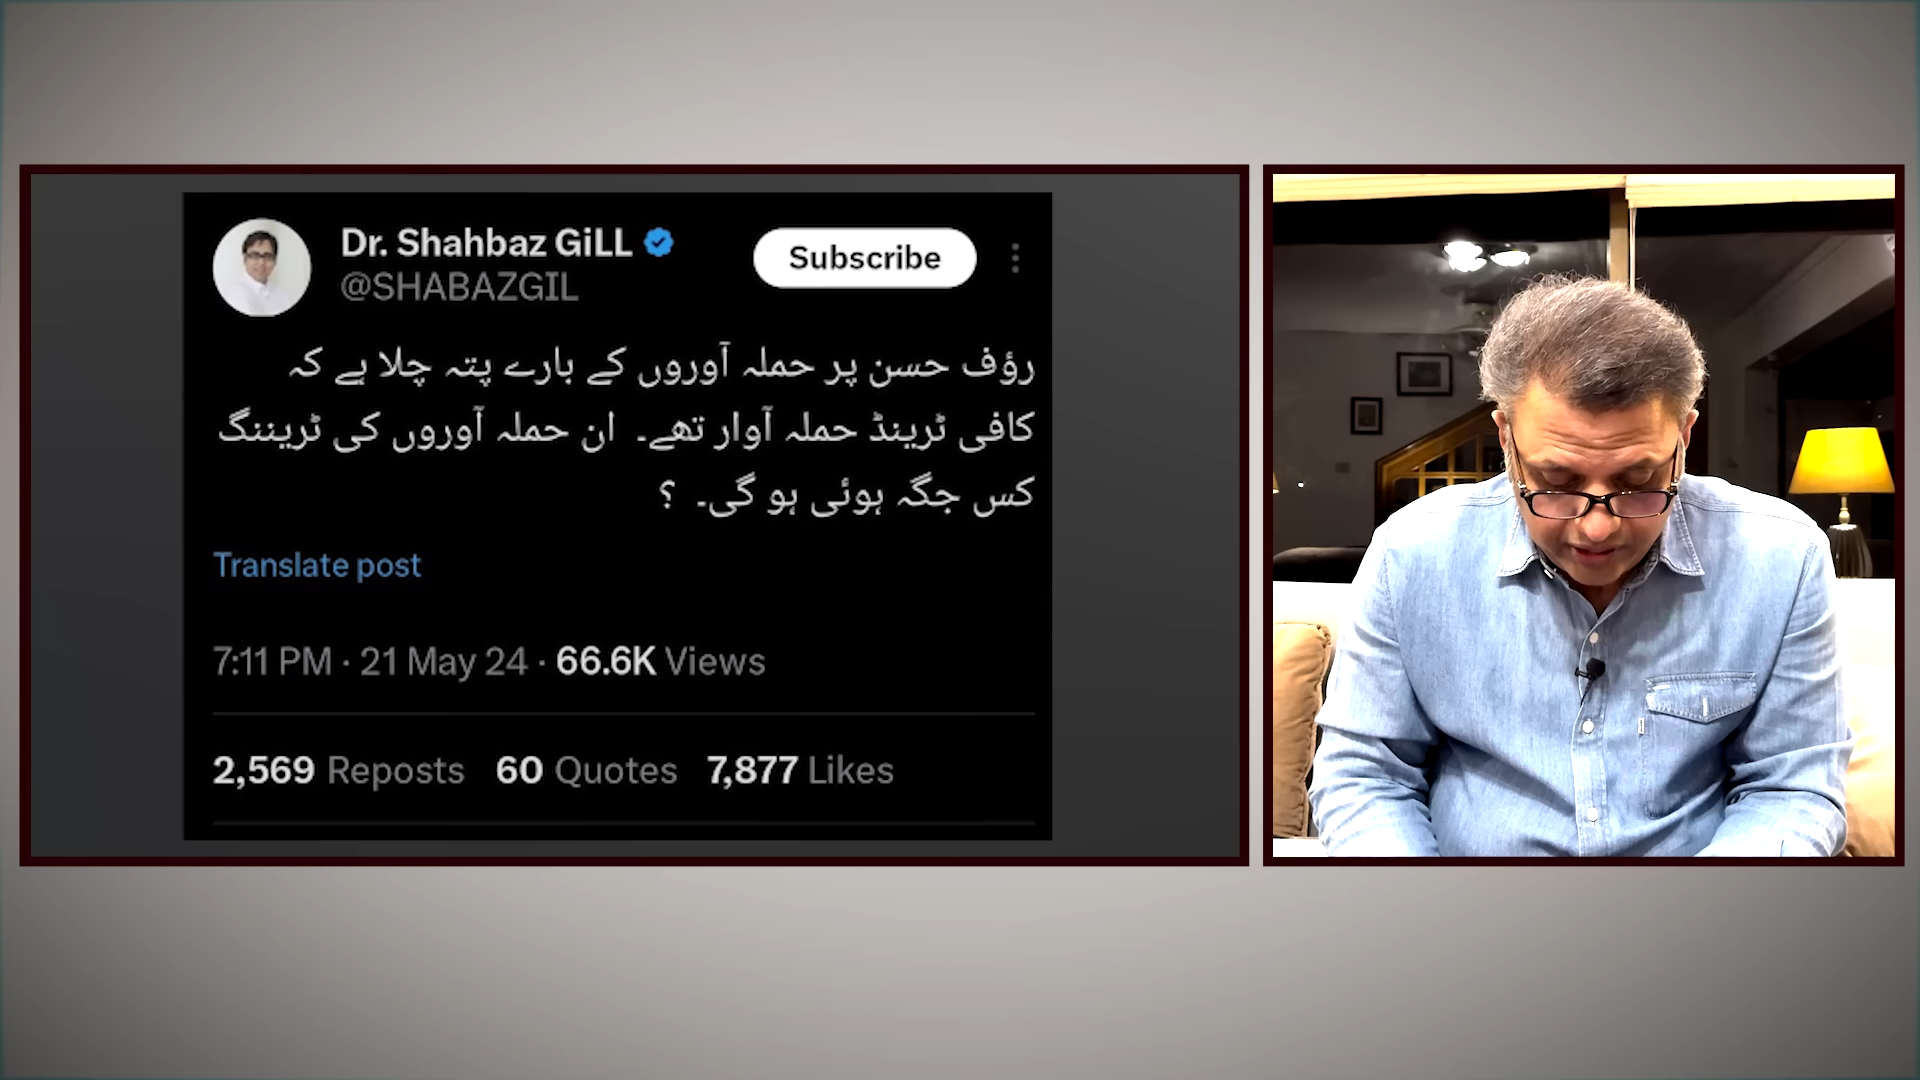 Dr. Shahbaz GiLL
@SHABAZGIL
Subscribe
رؤف حسن پر حملہ آوروں کے بارے پتہ چلا ہے کہ
کافی ٹرینڈ حملہ آوار تھے۔ ان حملہ آوروں کی ٹریننگ
کس جگہ ہوئی ہو گی۔ ؟
Translate post
7:11 PM · 21 May 24 · 66.6K Views
2,569 Reposts 60 Quotes 7,877 Likes